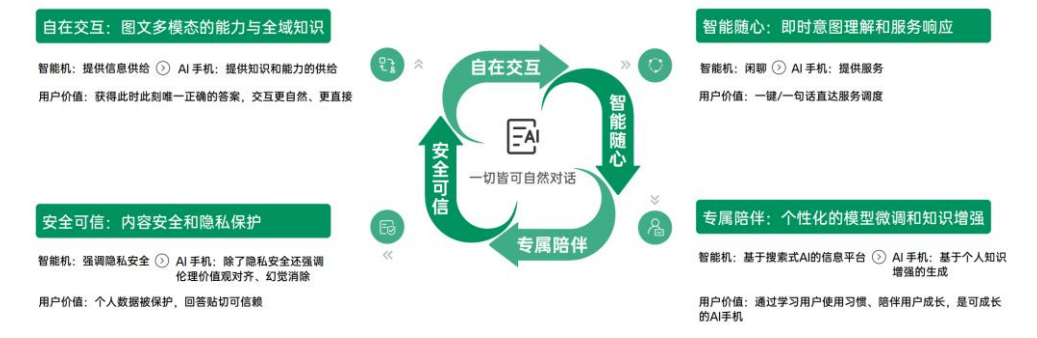 自在交互：图文多模态的能力与全域知识
智能机：提供信息供给 AI 手机：提供知识和能力的供给
用户价值：获得此时此刻唯一正确的答案，交互更自然、更直接
智能随心：即时意图理解和服务响应
智能机：闲聊 AI 手机：提供服务
用户价值：一键/一句话直达服务调度
自在交互
智能随心
安全可信
专属陪伴
AI
一切皆可自然对话
安全可信：内容安全和隐私保护
智能机：强调隐私安全 AI 手机：除了隐私安全还强调
伦理价值观对齐、幻觉消除
用户价值：个人数据被保护，回答贴切可信赖
专属陪伴：个性化的模型微调和知识增强
智能机：基于搜索式AI的信息平台 AI 手机：基于个人知识
增强的生成
用户价值：通过学习用户使用习惯、陪伴用户成长，是可成长
的AI手机